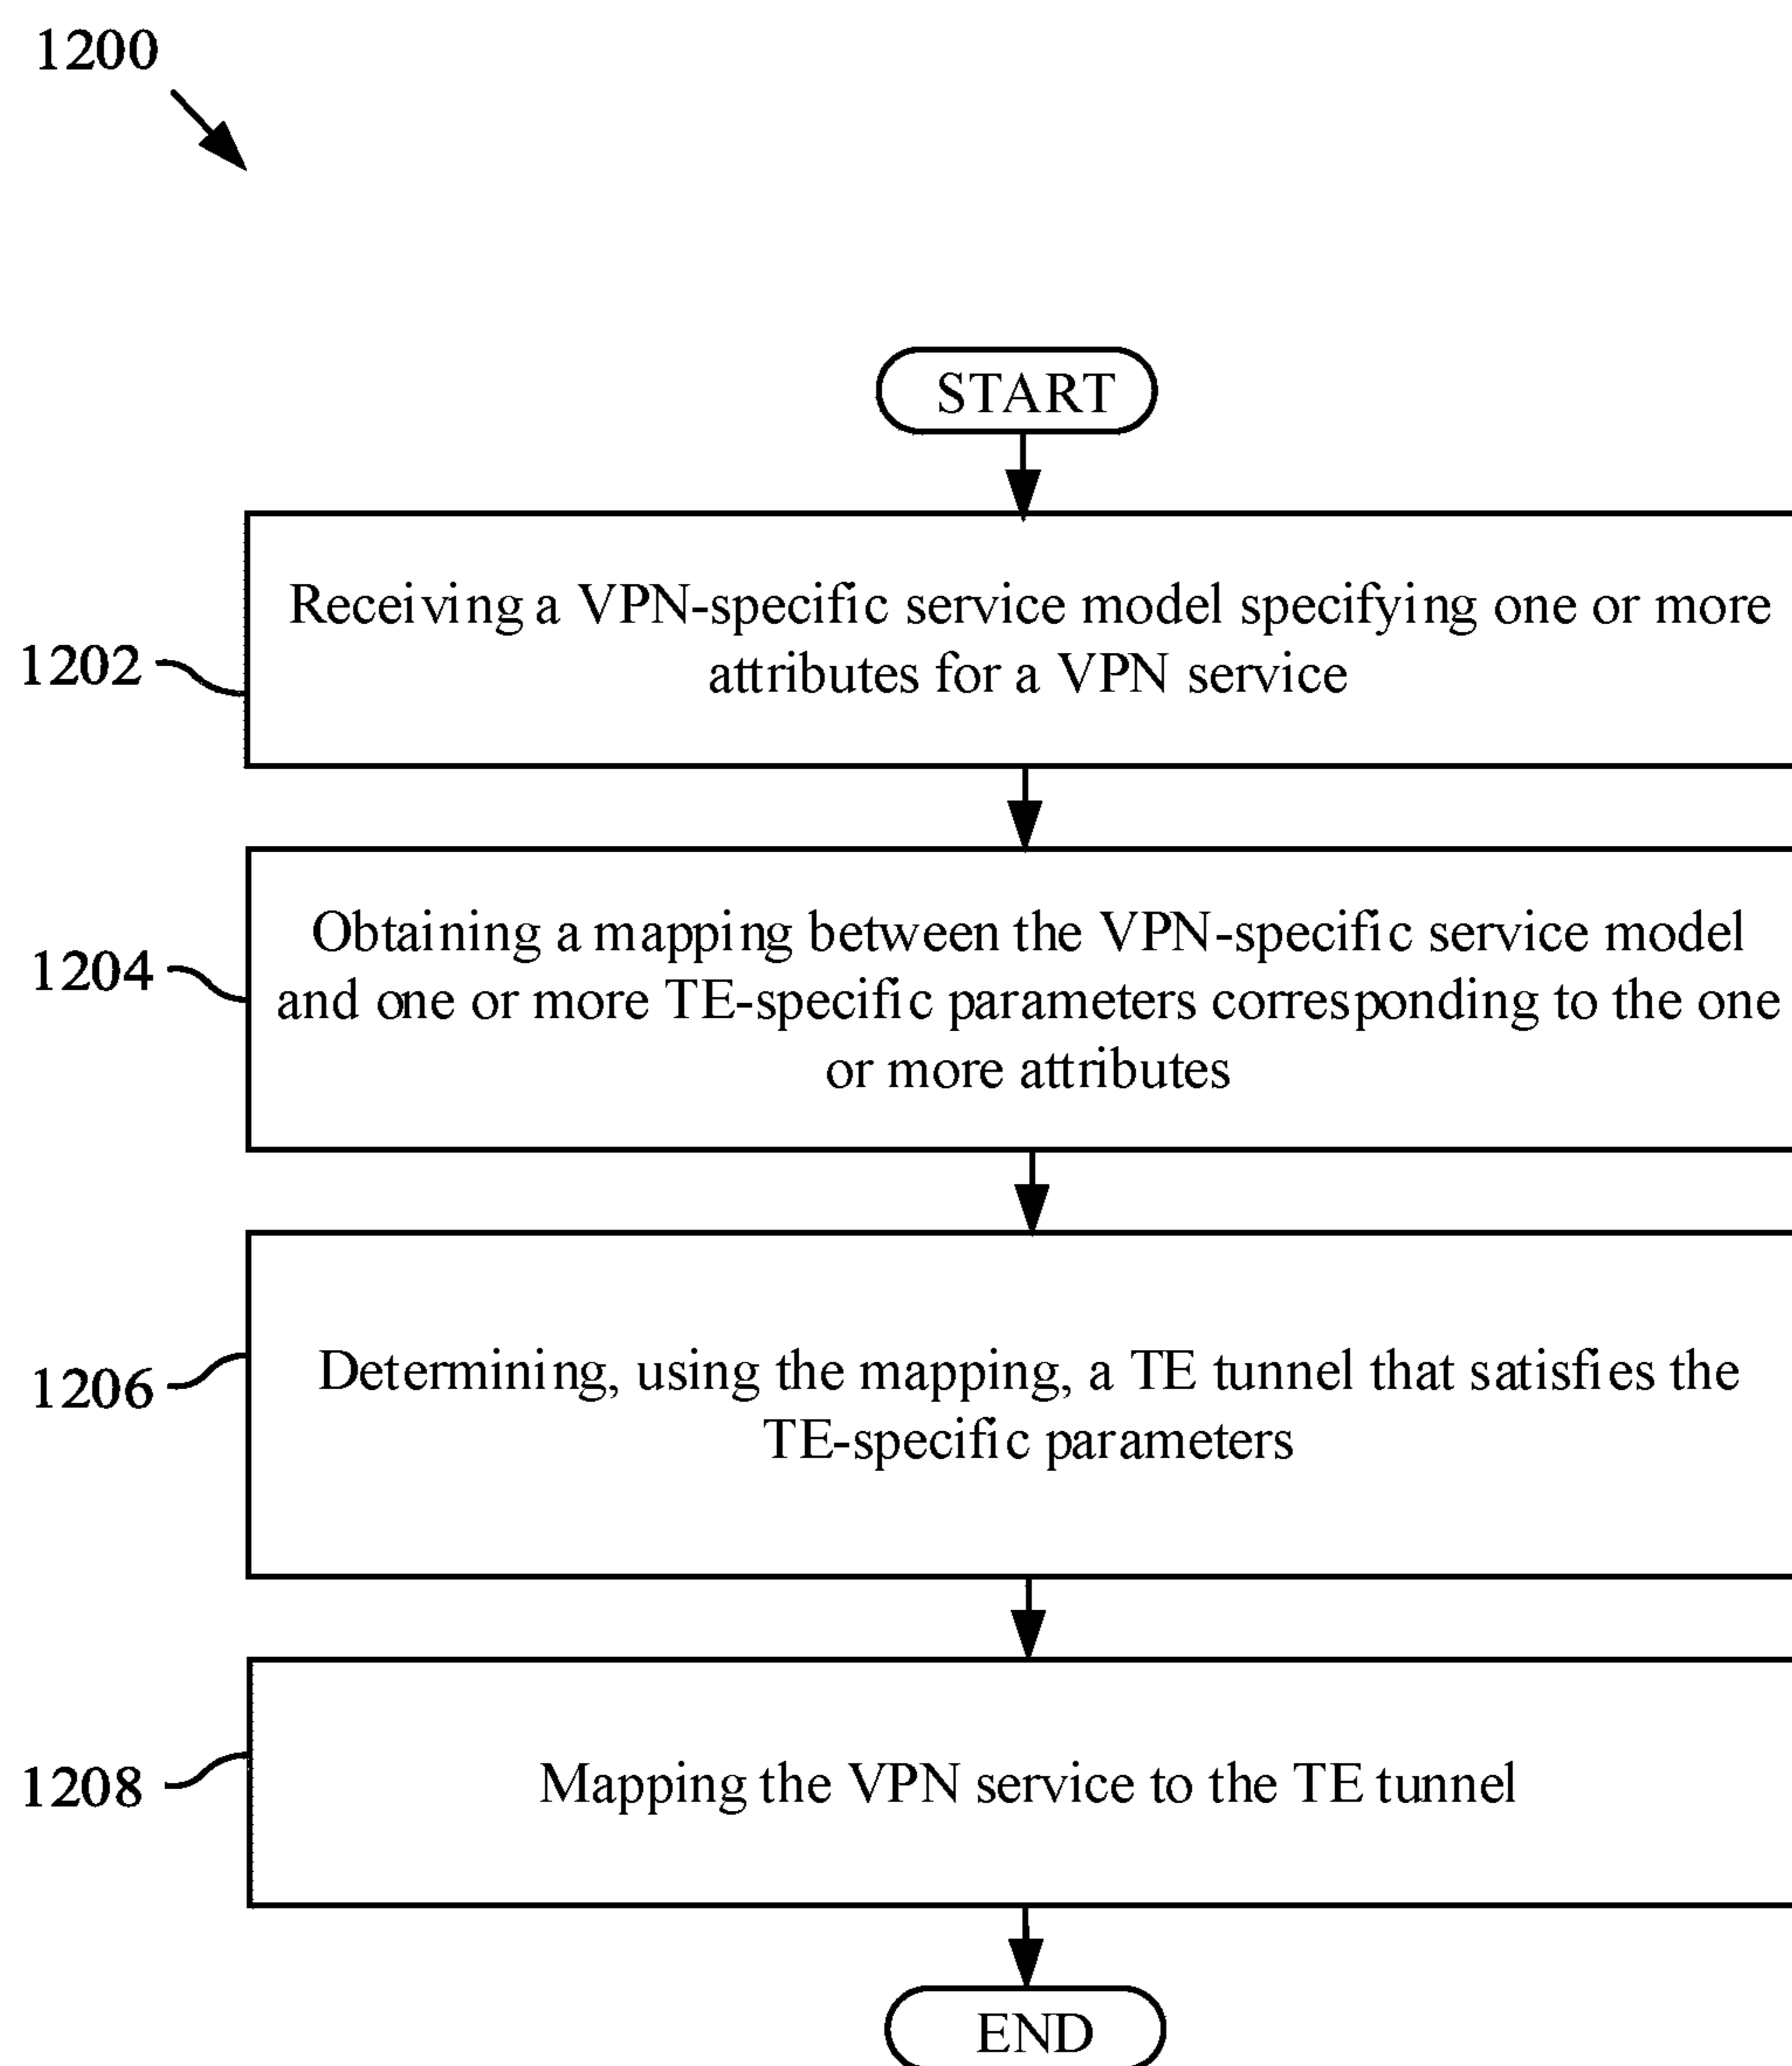 1200
START
Receiving a VPN-specific service model specifying one or more
attributes for a VPN service
1202
Obtaining a mapping between the VPN-specific service model
and one or more TE-specific parameters corresponding to the one
or more attributes
1204
Determining, using the mapping, a TE tunnel that satisfies the
TE-specific parameters
1206
Mapping the VPN service to the TE tunnel
1208
END